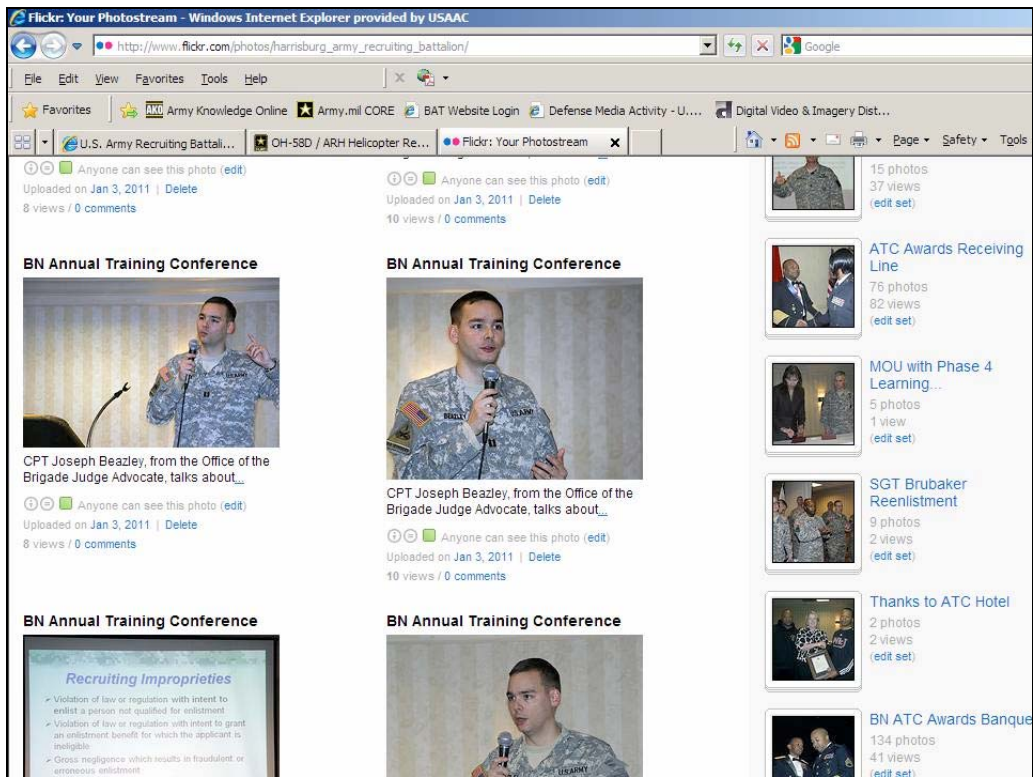 Flickr: Your Photostream - Windows Internet Explorer provided by USAAC
http://www.flickr.com/photos/harrisburg_army_recruiting_battalion/
Google
File Edit View Favorites Tools Help
Favorites
AKO Army Knowledge Online
Army.mil CORE
BAT Website Login
Defense Media Activity - U....
Digital Video & Imagery Dist...
U.S. Army Recruiting Battali...
OH-58D / ARH Helicopter Re...
Flickr: Your Photostream
Page
Safety
Tools
Anyone can see this photo (edit)
Uploaded on Jan 3, 2011 | Delete
8 views / 0 comments
Anyone can see this photo (edit)
Uploaded on Jan 3, 2011 | Delete
10 views / 0 comments
BN Annual Training Conference
U.S. ARMY
CPT Joseph Beazley, from the Office of the
Brigade Judge Advocate, talks about...
Anyone can see this photo (edit)
Uploaded on Jan 3, 2011 | Delete
8 views / 0 comments
BN Annual Training Conference
BEAZLEY
U.S. ARMY
CPT Joseph Beazley, from the Office of the
Brigade Judge Advocate, talks about...
Anyone can see this photo (edit)
Uploaded on Jan 3, 2011 | Delete
10 views / 0 comments
BN Annual Training Conference
Recruiting Improprieties
Violation of law or regulation with intent to
enlist a person not qualified for enlistment
Violation of law or regulation with intent to grant
an enlistment benefit for which the applicant is
ineligible
Gross negligence which results in fraudulent or
erroneous enlistment
BN Annual Training Conference
U.S. ARMY
15 photos
37 views
(edit set)
ATC Awards Receiving
Line
76 photos
82 views
(edit set)
MOU with Phase 4
Learning...
5 photos
1 view
(edit set)
SGT Brubaker
Reenlistment
9 photos
2 views
(edit set)
Thanks to ATC Hotel
2 photos
2 views
(edit set)
BN ATC Awards Banque
134 photos
41 views
(edit set)